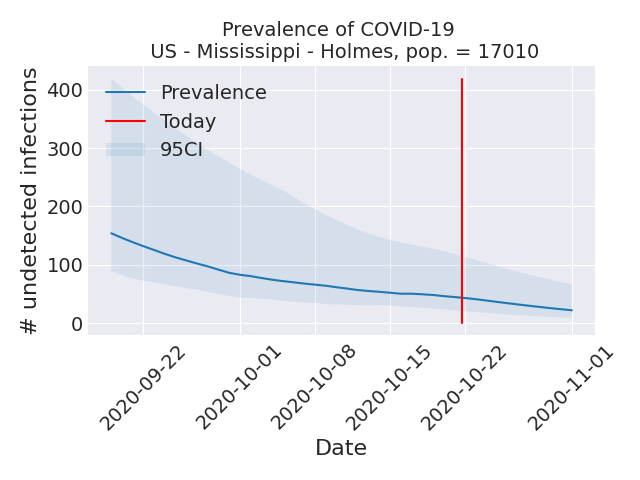 Prevalence of COVID-19
US - Mississippi - Holmes, pop. = 17010
# undetected infections
400
300
200
100
0
Prevalence
Today
95CI
2020-09-22
2020-10-01
2020-10-08
2020-10-15
2020-10-22
2020-11-01
Date